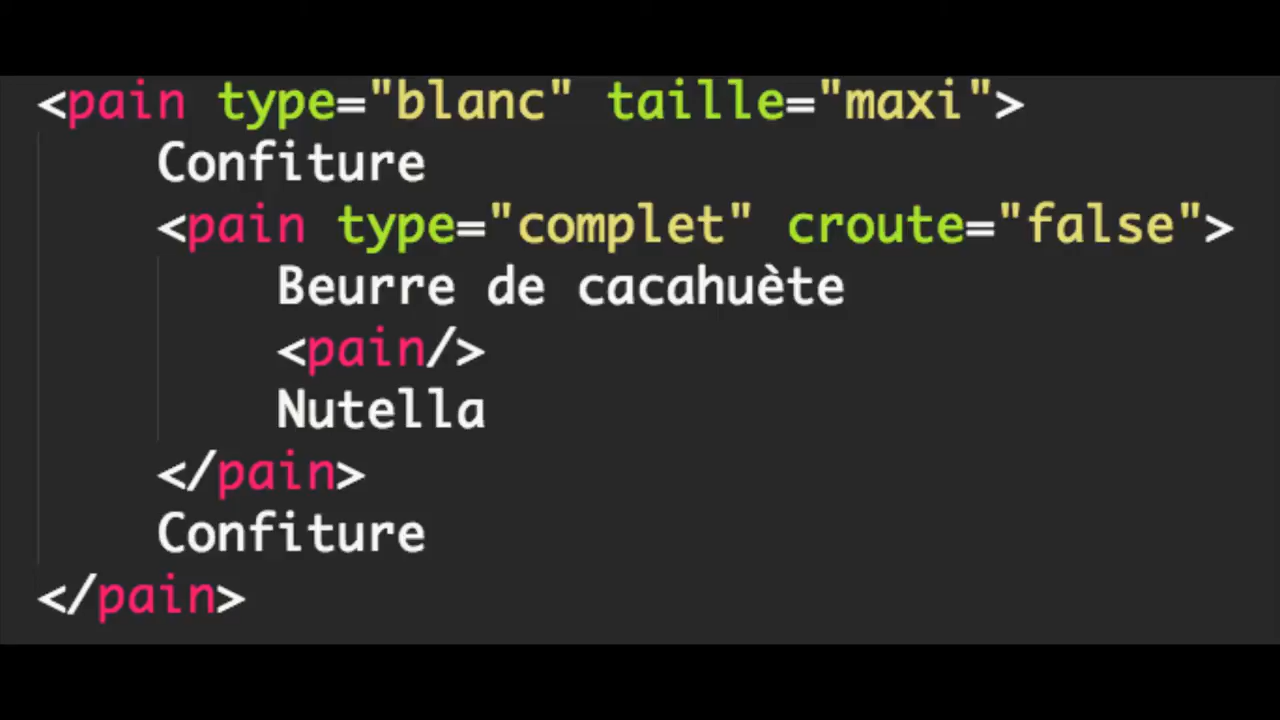 <pain type="blanc" taille="maxi">
Confiture
<pain type="complet" croute="false">
Beurre de cacahuète
<pain/>
Nutella
</pain>
Confiture
</pain>